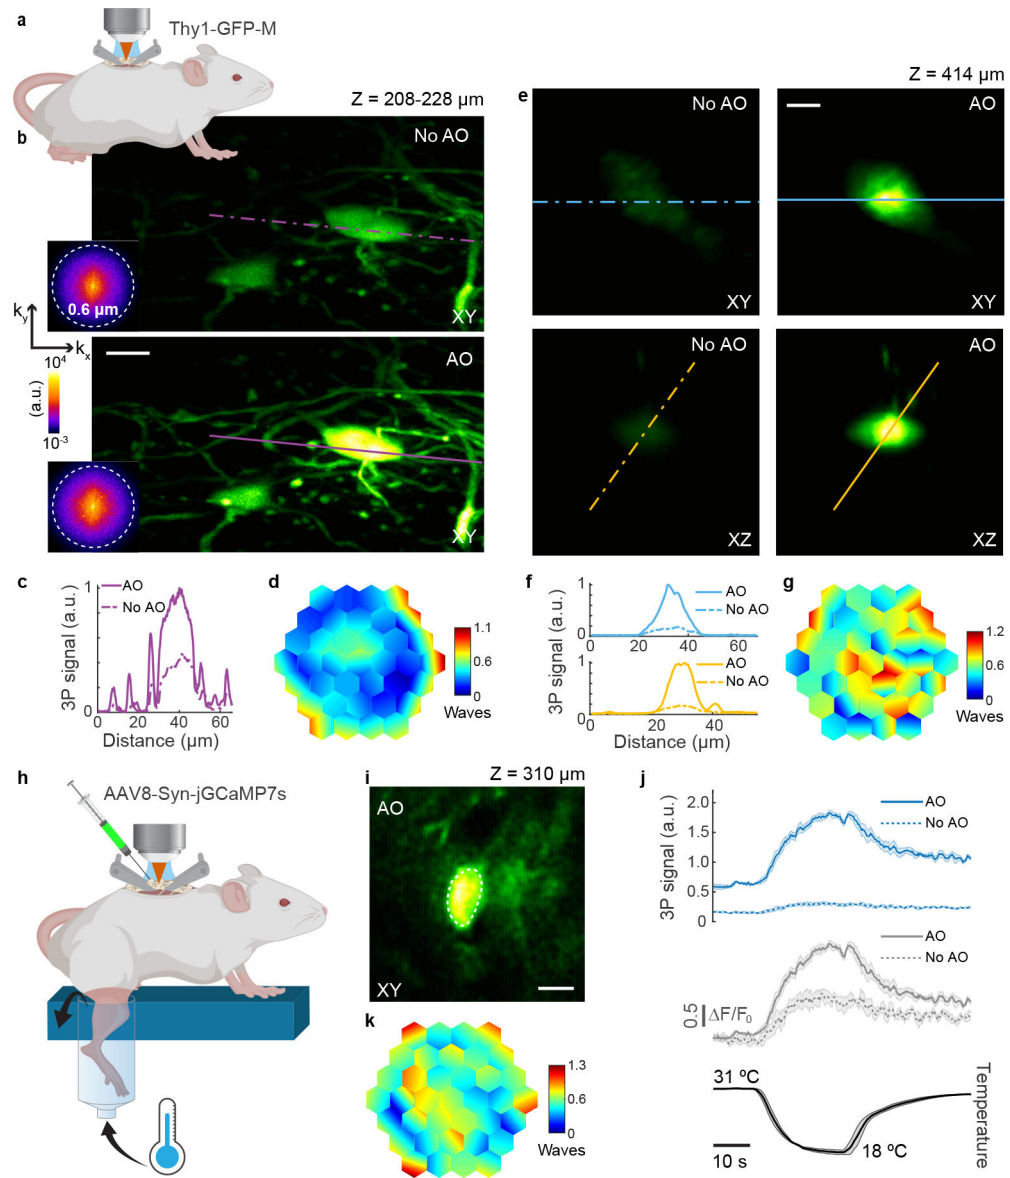 a
Thy1-GFP-M
Z = 208-228 µm
b
No AO
0.6 µm
XY
ky
kx
AO
10⁴
(a.u.)
10⁻³
XY
Z = 414 µm
e
No AO
AO
XY
XY
No AO
AO
XZ
XZ
c
1
AO
No AO
3P signal (a.u.)
0
0 20 40 60
Distance (µm)
d
1.1
0.6
0
Waves
f
1
AO
No AO
0
0 20 40 60
3P signal (a.u.)
1
AO
No AO
0
0 20 40
Distance (µm)
g
1.2
0.6
0
Waves
h
AAV8-Syn-jGCaMP7s
i
Z = 310 µm
AO
XY
k
1.3
0.6
0
Waves
j
2.0
1.5
1.0
0.5
0
3P signal (a.u.)
AO
No AO
AO
No AO
0.5
ΔF/F₀
31 ºC
18 ºC
10 s
Temperature